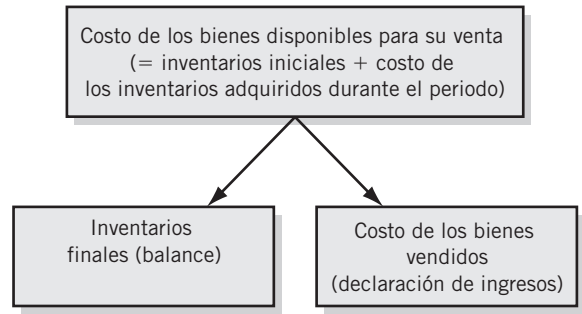 Costo de los bienes disponibles para su venta
(= inventarios iniciales + costo de
los inventarios adquiridos durante el periodo)
Inventarios
finales (balance)
Costo de los bienes
vendidos
(declaración de ingresos)